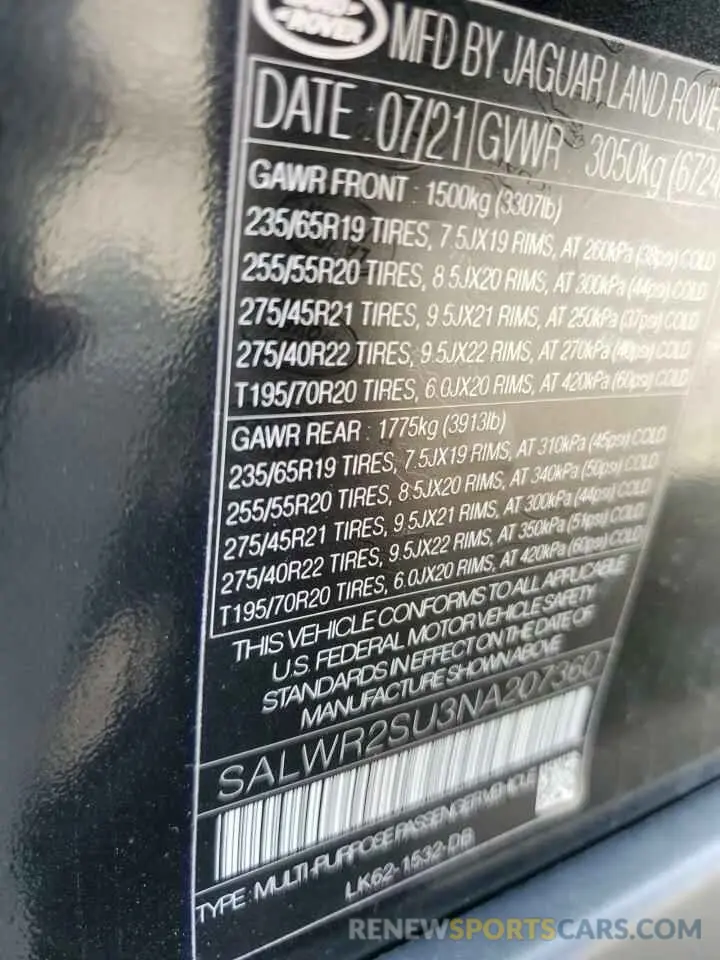 ROVER
MFD BY JAGUAR LAND ROVE
DATE : 07/21 GVWR : 3050kg (6724
GAWR FRONT : 1500kg (3307lb)
235/65R19 TIRES, 7.5JX19 RIMS, AT 260kPa (38psi) COLD
255/55R20 TIRES, 8.5JX20 RIMS, AT 300kPa (44psi) COLD
275/45R21 TIRES, 9.5JX21 RIMS, AT 250kPa (37psi) COLD
275/40R22 TIRES, 9.5JX22 RIMS, AT 270kPa (40psi) COLD
T195/70R20 TIRES, 6.0JX20 RIMS, AT 420kPa (60psi) COLD
GAWR REAR : 1775kg (3913lb)
235/65R19 TIRES, 7.5JX19 RIMS, AT 310kPa (45psi) COLD
255/55R20 TIRES, 8.5JX20 RIMS, AT 340kPa (50psi) COLD
275/45R21 TIRES, 9.5JX21 RIMS, AT 300kPa (44psi) COLD
275/40R22 TIRES, 9.5JX22 RIMS, AT 350kPa (51psi) COLD
T195/70R20 TIRES, 6.0JX20 RIMS, AT 420kPa (60psi) COLD
THIS VEHICLE CONFORMS TO ALL APPLICABLE
U.S. FEDERAL MOTOR VEHICLE SAFETY
STANDARDS IN EFFECT ON THE DATE OF
MANUFACTURE SHOWN ABOVE
SALWR2SU3NA207360
TYPE: MULTI-PURPOSE PASSENGER VEHICLE
LK62-1532-DB
RENEWSPORTSCARS.COM